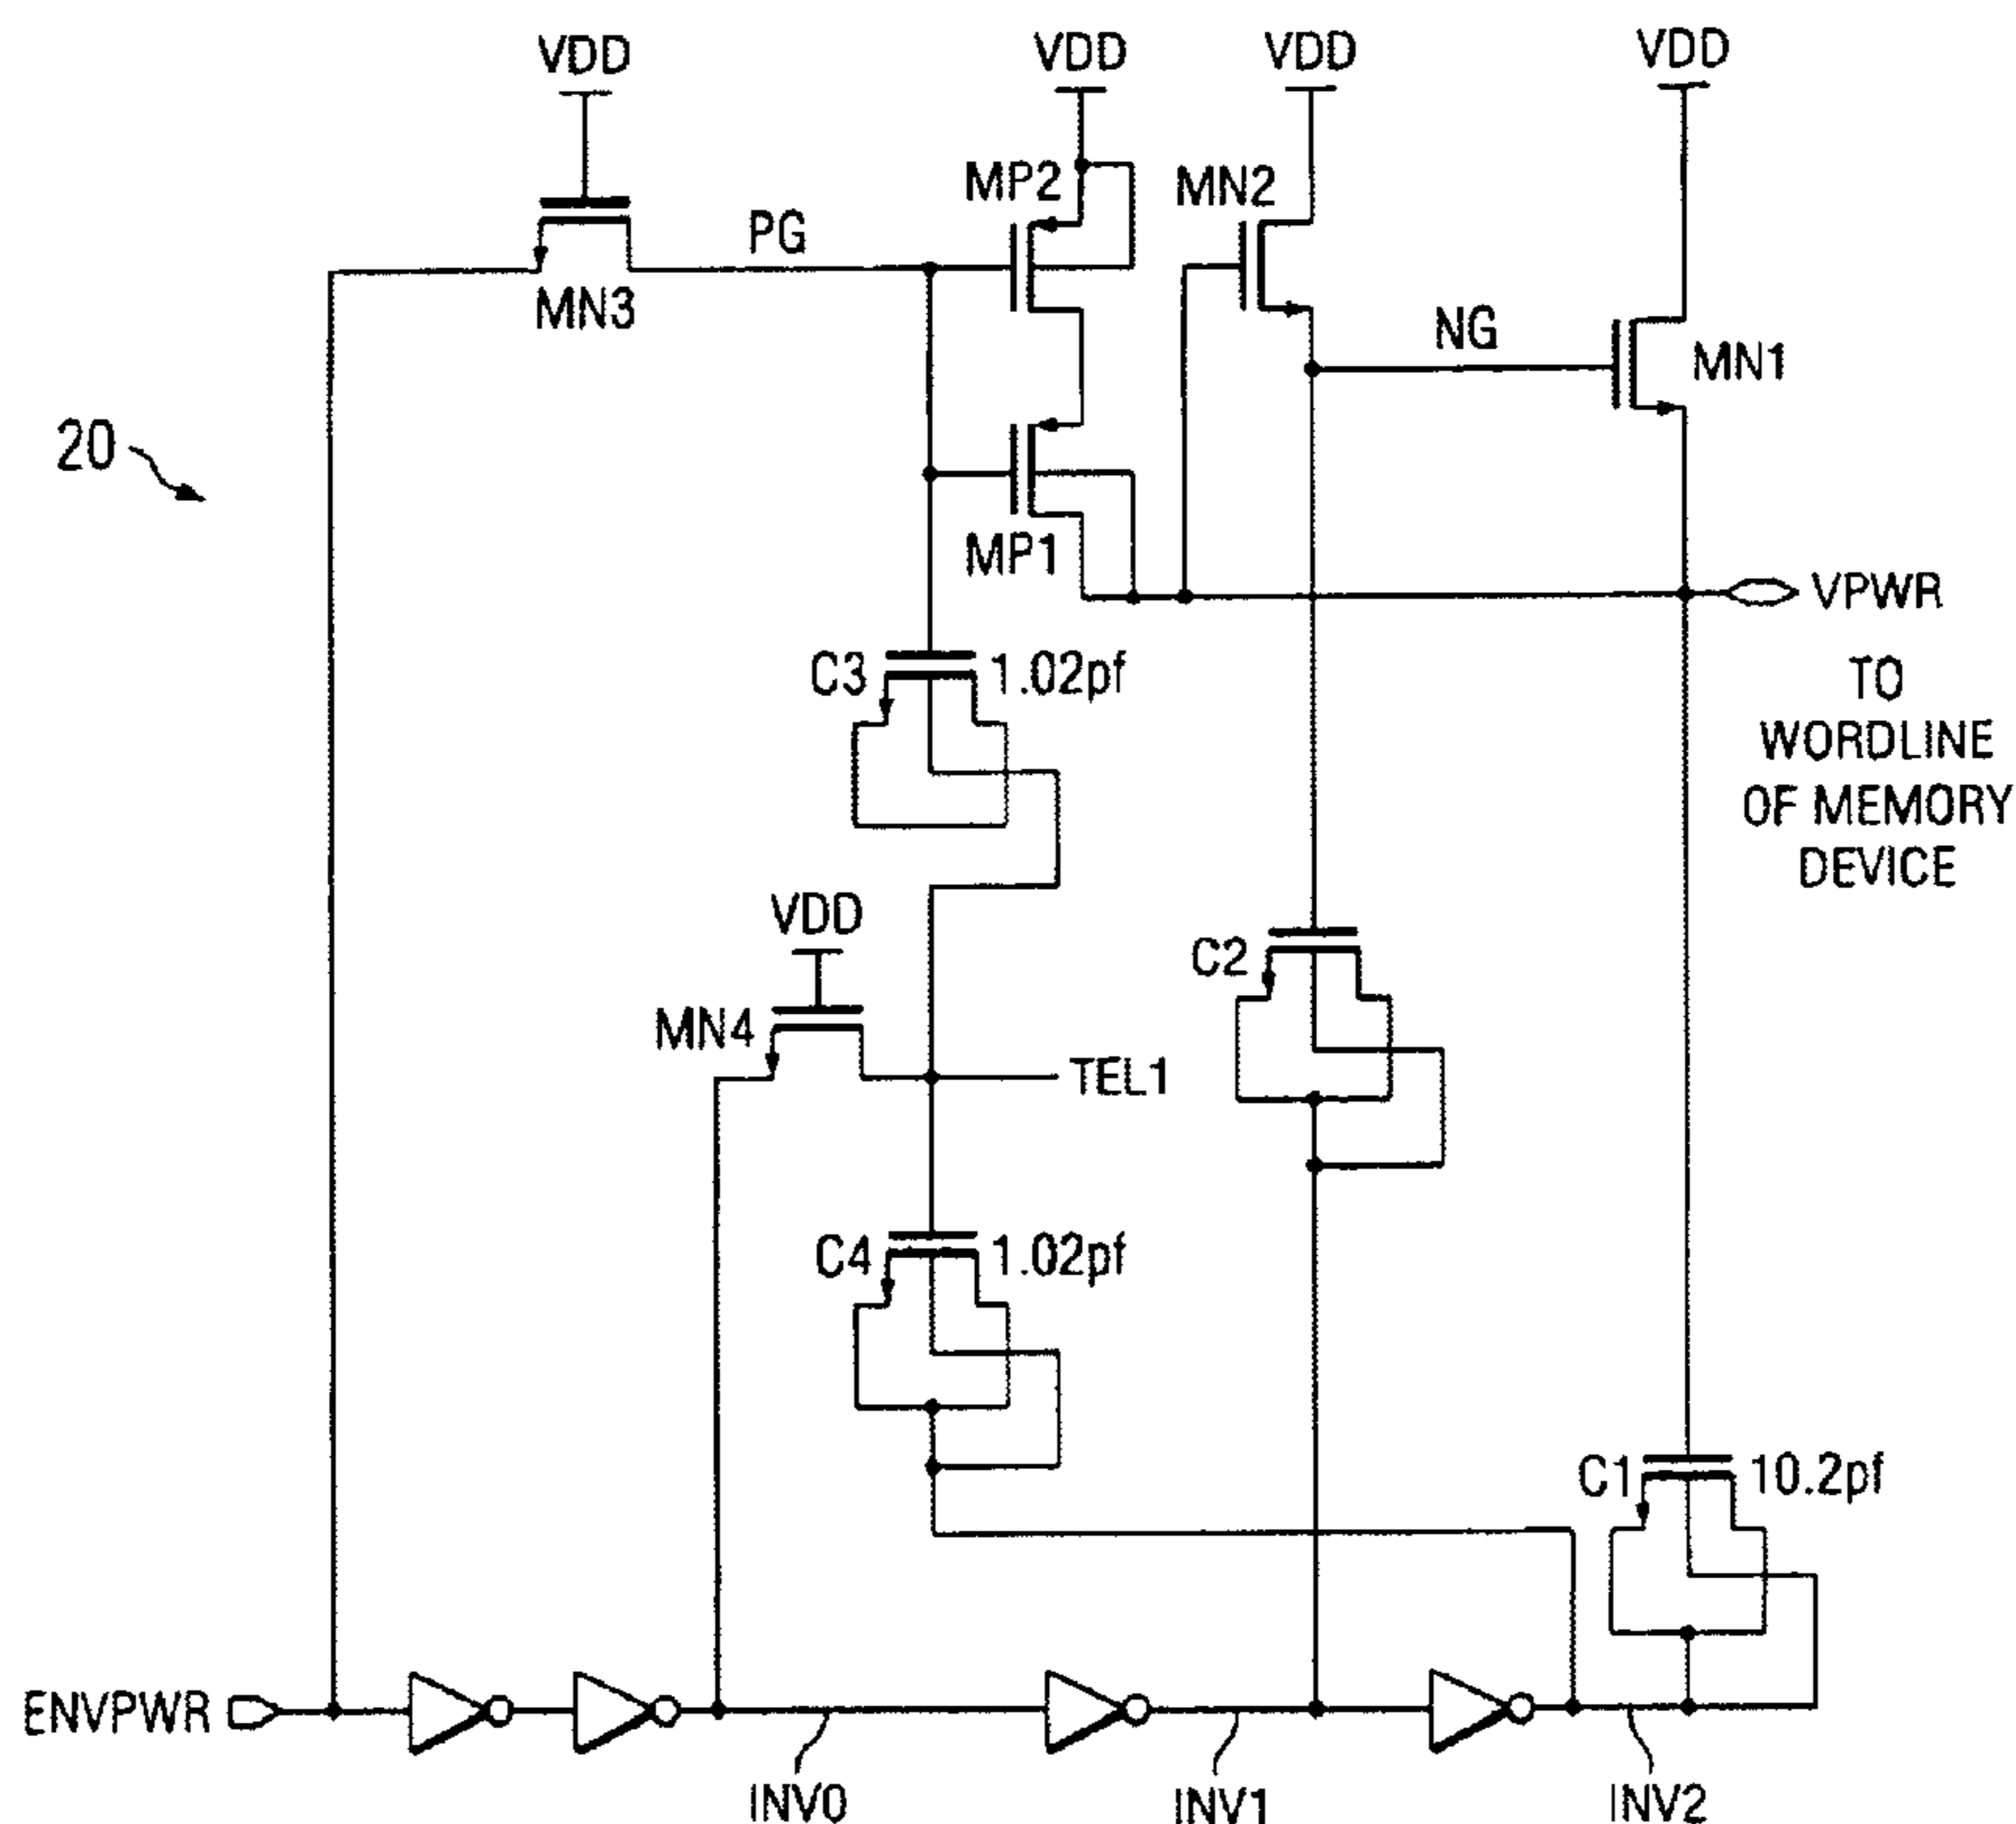 VDD
VDD
VDD
VDD
MP2
MN2
PG
MN3
NG
MN1
20
MP1
VPWR
TO
WORDLINE
OF MEMORY
DEVICE
C3
1.02pf
VDD
C2
MN4
TEL1
C4
1.02pf
C1
10.2pf
ENVPWR
INV0
INV1
INV2